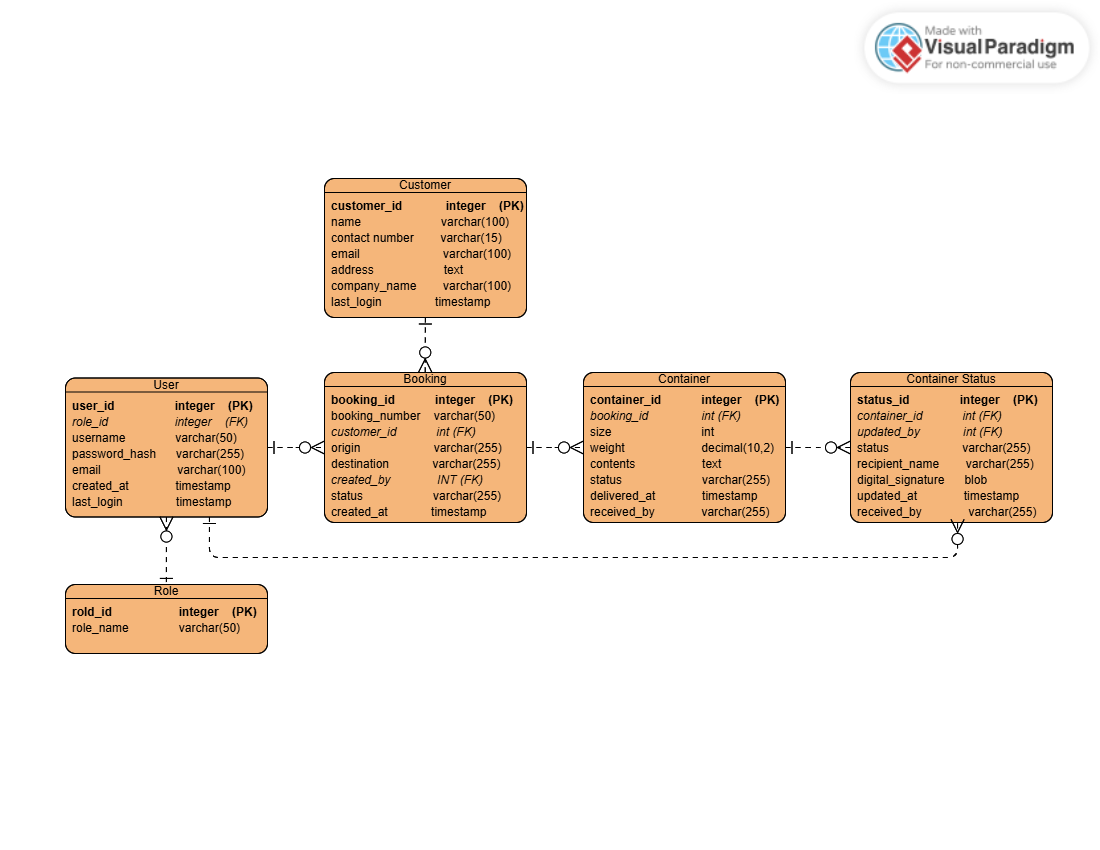 Made with
Visual Paradigm
For non-commercial use
Customer
customer_id integer (PK)
name varchar(100)
contact number varchar(15)
email varchar(100)
address text
company_name varchar(100)
last_login timestamp
User
user_id integer (PK)
role_id integer (FK)
username varchar(50)
password_hash varchar(255)
email varchar(100)
created_at timestamp
last_login timestamp
Booking
booking_id integer (PK)
booking_number varchar(50)
customer_id int (FK)
origin varchar(255)
destination varchar(255)
created_by INT (FK)
status varchar(255)
created_at timestamp
Container
container_id integer (PK)
booking_id int (FK)
size int
weight decimal(10,2)
contents text
status varchar(255)
delivered_at timestamp
received_by varchar(255)
Container Status
status_id integer (PK)
container_id int (FK)
updated_by int (FK)
status varchar(255)
recipient_name varchar(255)
digital_signature blob
updated_at timestamp
received_by varchar(255)
Role
rold_id integer (PK)
role_name varchar(50)